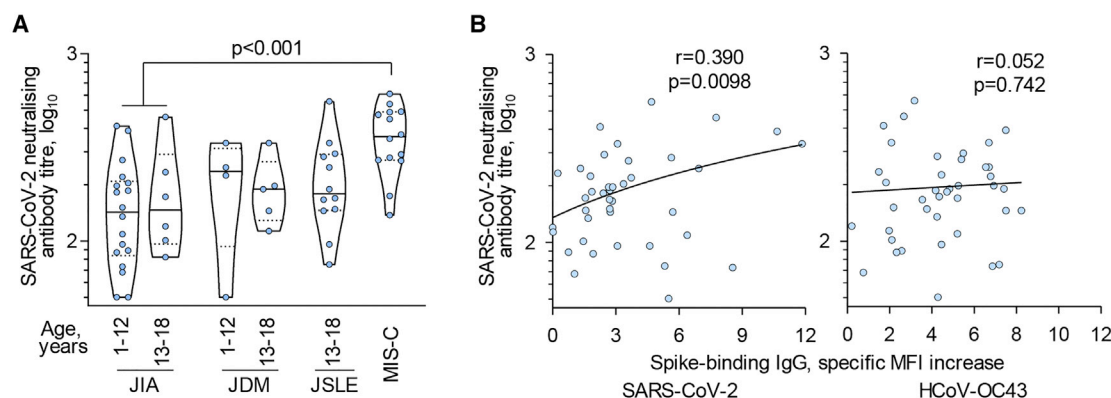 A
SARS-CoV-2 neutralising
antibody titre, log10
3
2
p<0.001
Age,
years
1-12
13-18
1-12
13-18
13-18
MIS-C
JIA
JDM
JSLE
B
SARS-CoV-2 neutralising
antibody titre, log10
3
2
r=0.390
p=0.0098
0 3 6 9 12
3
2
r=0.052
p=0.742
0 2 4 6 8 10 12
Spike-binding IgG, specific MFI increase
SARS-CoV-2
HCoV-OC43